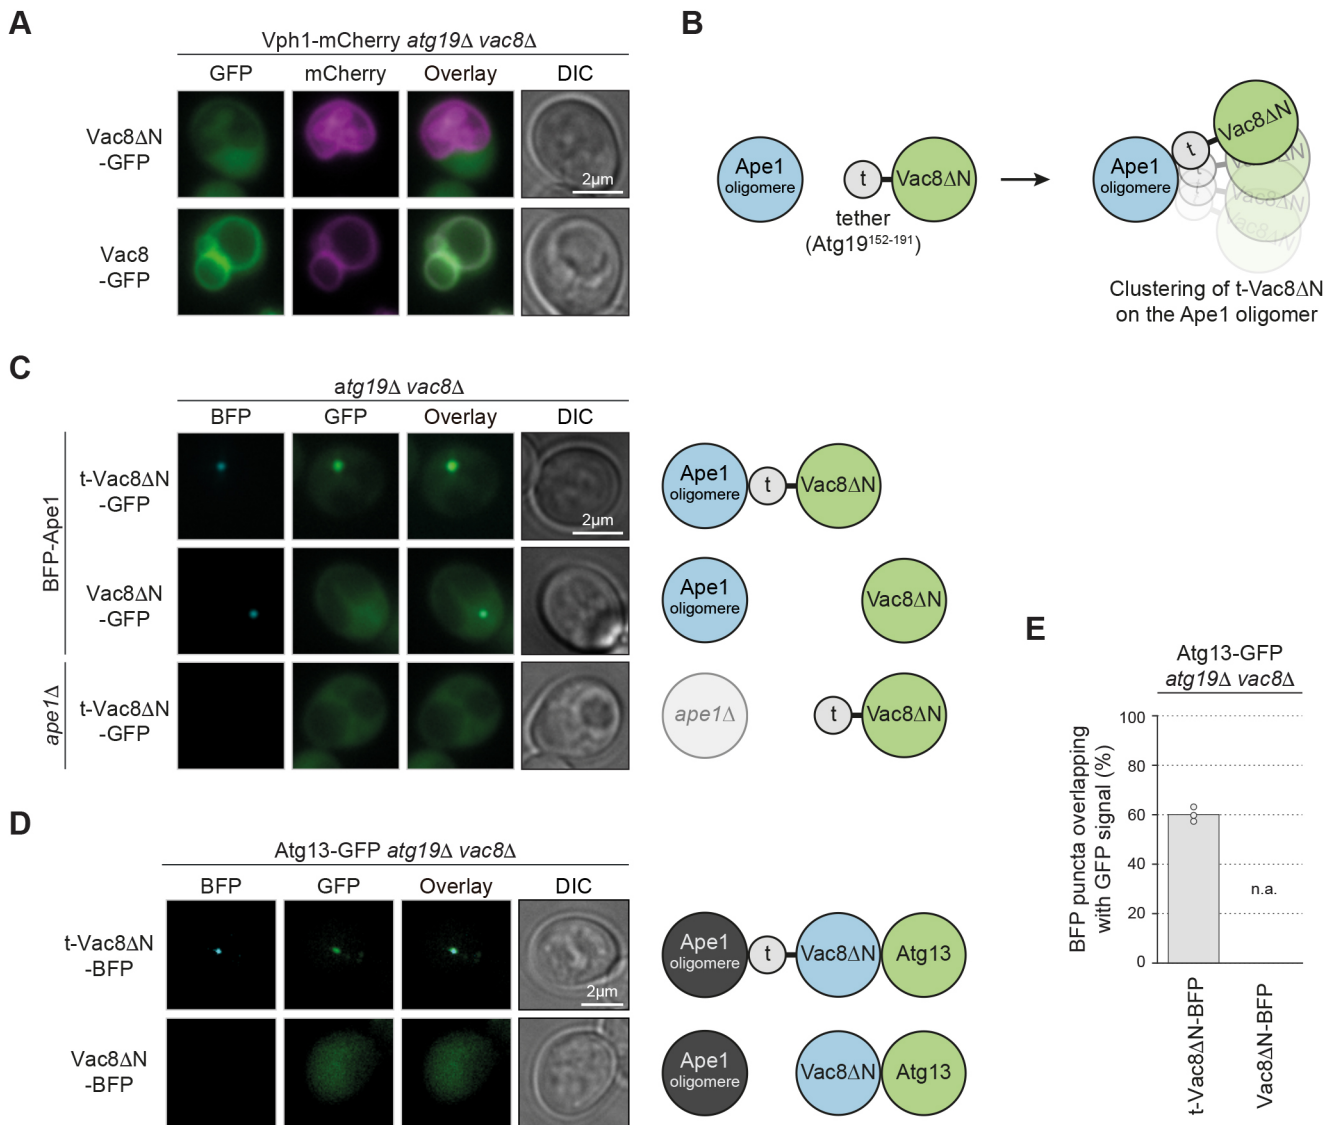 A
Vph1-mCherry atg19Δ vac8Δ
GFP mCherry Overlay DIC
Vac8ΔN
-GFP
2µm
Vac8
-GFP
B
Ape1
oligomere
t
Vac8ΔN
tether
(Atg19152-191)
Ape1
oligomere
t
Vac8ΔN
t
Vac8ΔN
t
Vac8ΔN
t
Vac8ΔN
Clustering of t-Vac8ΔN
on the Ape1 oligomer
C
atg19Δ vac8Δ
BFP GFP Overlay DIC
BFP-Ape1
t-Vac8ΔN
-GFP
2µm
Ape1
oligomere
t
Vac8ΔN
Vac8ΔN
-GFP
Ape1
oligomere
Vac8ΔN
ape1Δ
t-Vac8ΔN
-GFP
ape1Δ
t
Vac8ΔN
D
Atg13-GFP atg19Δ vac8Δ
BFP GFP Overlay DIC
t-Vac8ΔN
-BFP
2µm
Ape1
oligomere
t
Vac8ΔN
Atg13
Vac8ΔN
-BFP
Ape1
oligomere
Vac8ΔN
Atg13
E
Atg13-GFP
atg19Δ vac8Δ
BFP puncta overlapping
with GFP signal (%)
100
80
60
40
20
0
n.a.
t-Vac8ΔN-BFP
Vac8ΔN-BFP